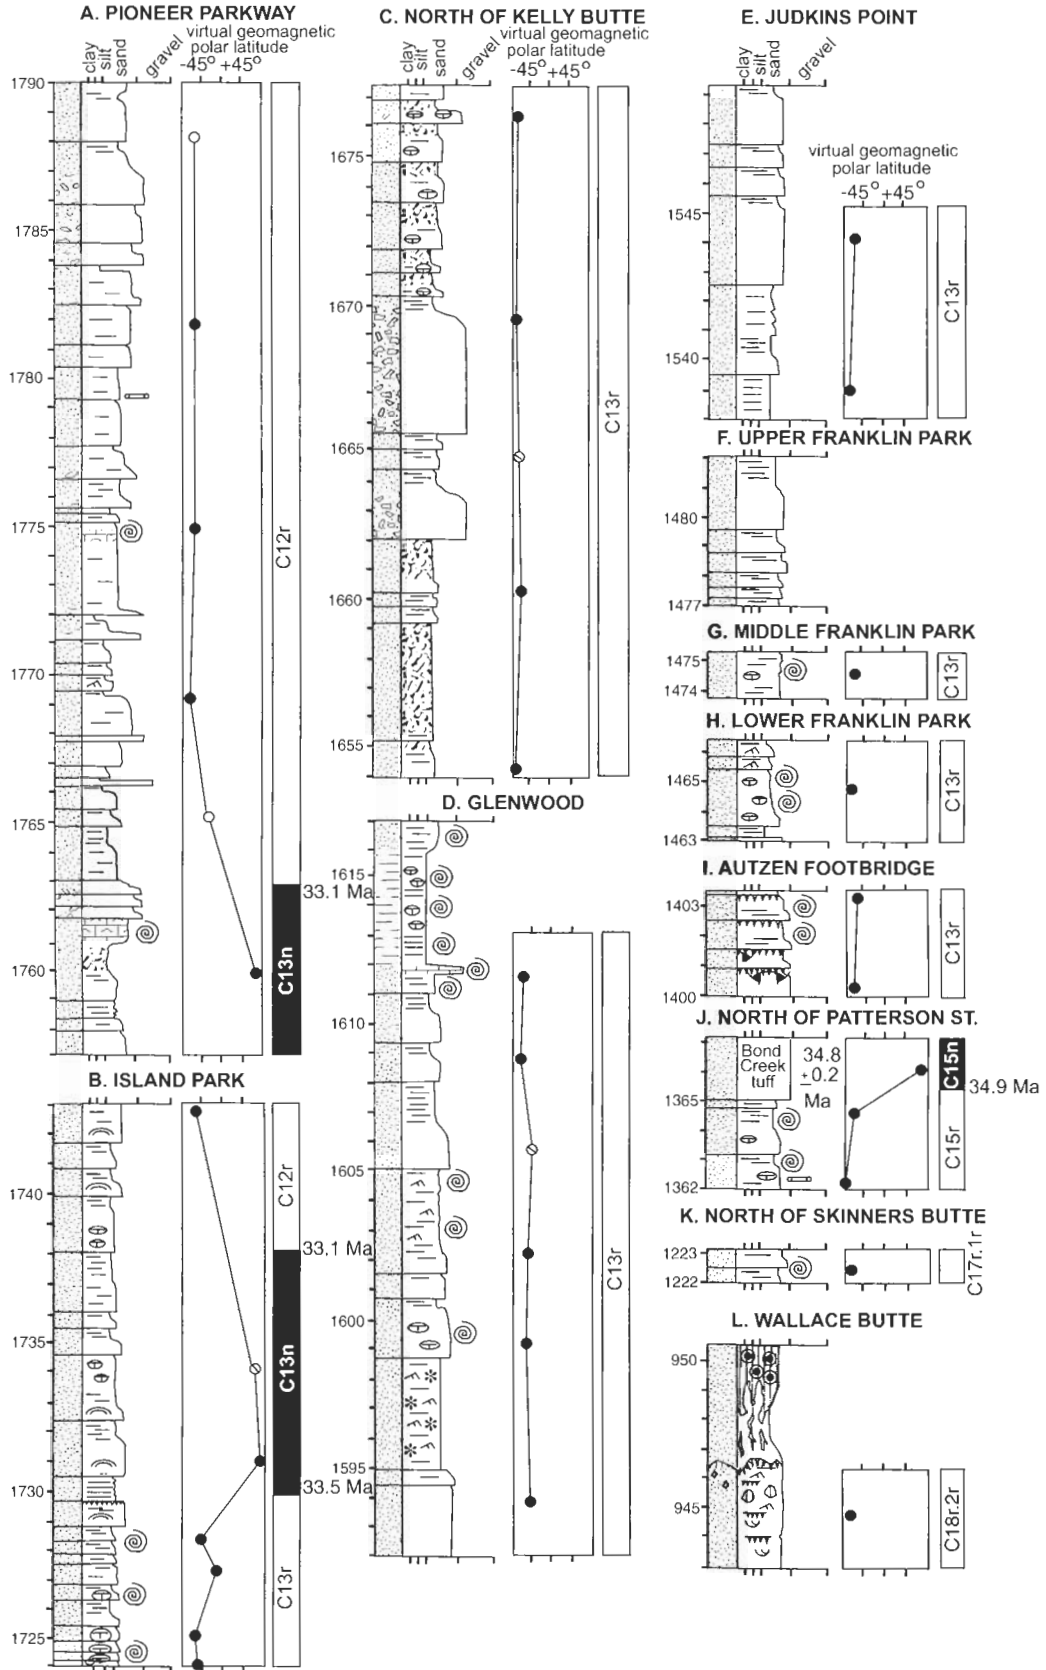 A. PIONEER PARKWAY
clay
silt
sand
gravel
virtual geomagnetic
polar latitude
-45° +45°
1790
1785
1780
1775
1770
1765
1760
C12r
33.1 Ma
C13n
B. ISLAND PARK
1740
1735
1730
1725
C12r
33.1 Ma
C13n
33.5 Ma
C13r
C. NORTH OF KELLY BUTTE
clay
silt
sand
gravel
virtual geomagnetic
polar latitude
-45° +45°
1675
1670
1665
1660
1655
C13r
D. GLENWOOD
1615
1610
1605
1600
1595
C13r
E. JUDKINS POINT
clay
silt
sand
gravel
virtual geomagnetic
polar latitude
-45° +45°
1545
1540
C13r
F. UPPER FRANKLIN PARK
1480
1477
G. MIDDLE FRANKLIN PARK
1475
1474
C13r
H. LOWER FRANKLIN PARK
1465
1463
C13r
I. AUTZEN FOOTBRIDGE
1403
1400
C13r
J. NORTH OF PATTERSON ST.
Bond
Creek
tuff
34.8
±0.2
Ma
1365
1362
C15n
34.9 Ma
C15r
K. NORTH OF SKINNERS BUTTE
1223
1222
C17r.1r
L. WALLACE BUTTE
950
945
C18r.2r